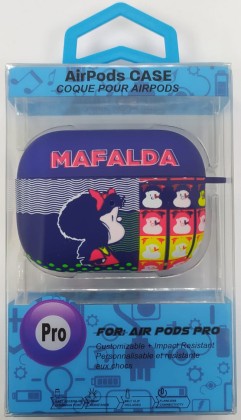 AirPods CASE
COQUE POUR AIRPODS
MAFALDA
Pro
FOR: AIR PODS PRO
Customizable + Impact Resistant
Personnalisable et résistante
aux chocs